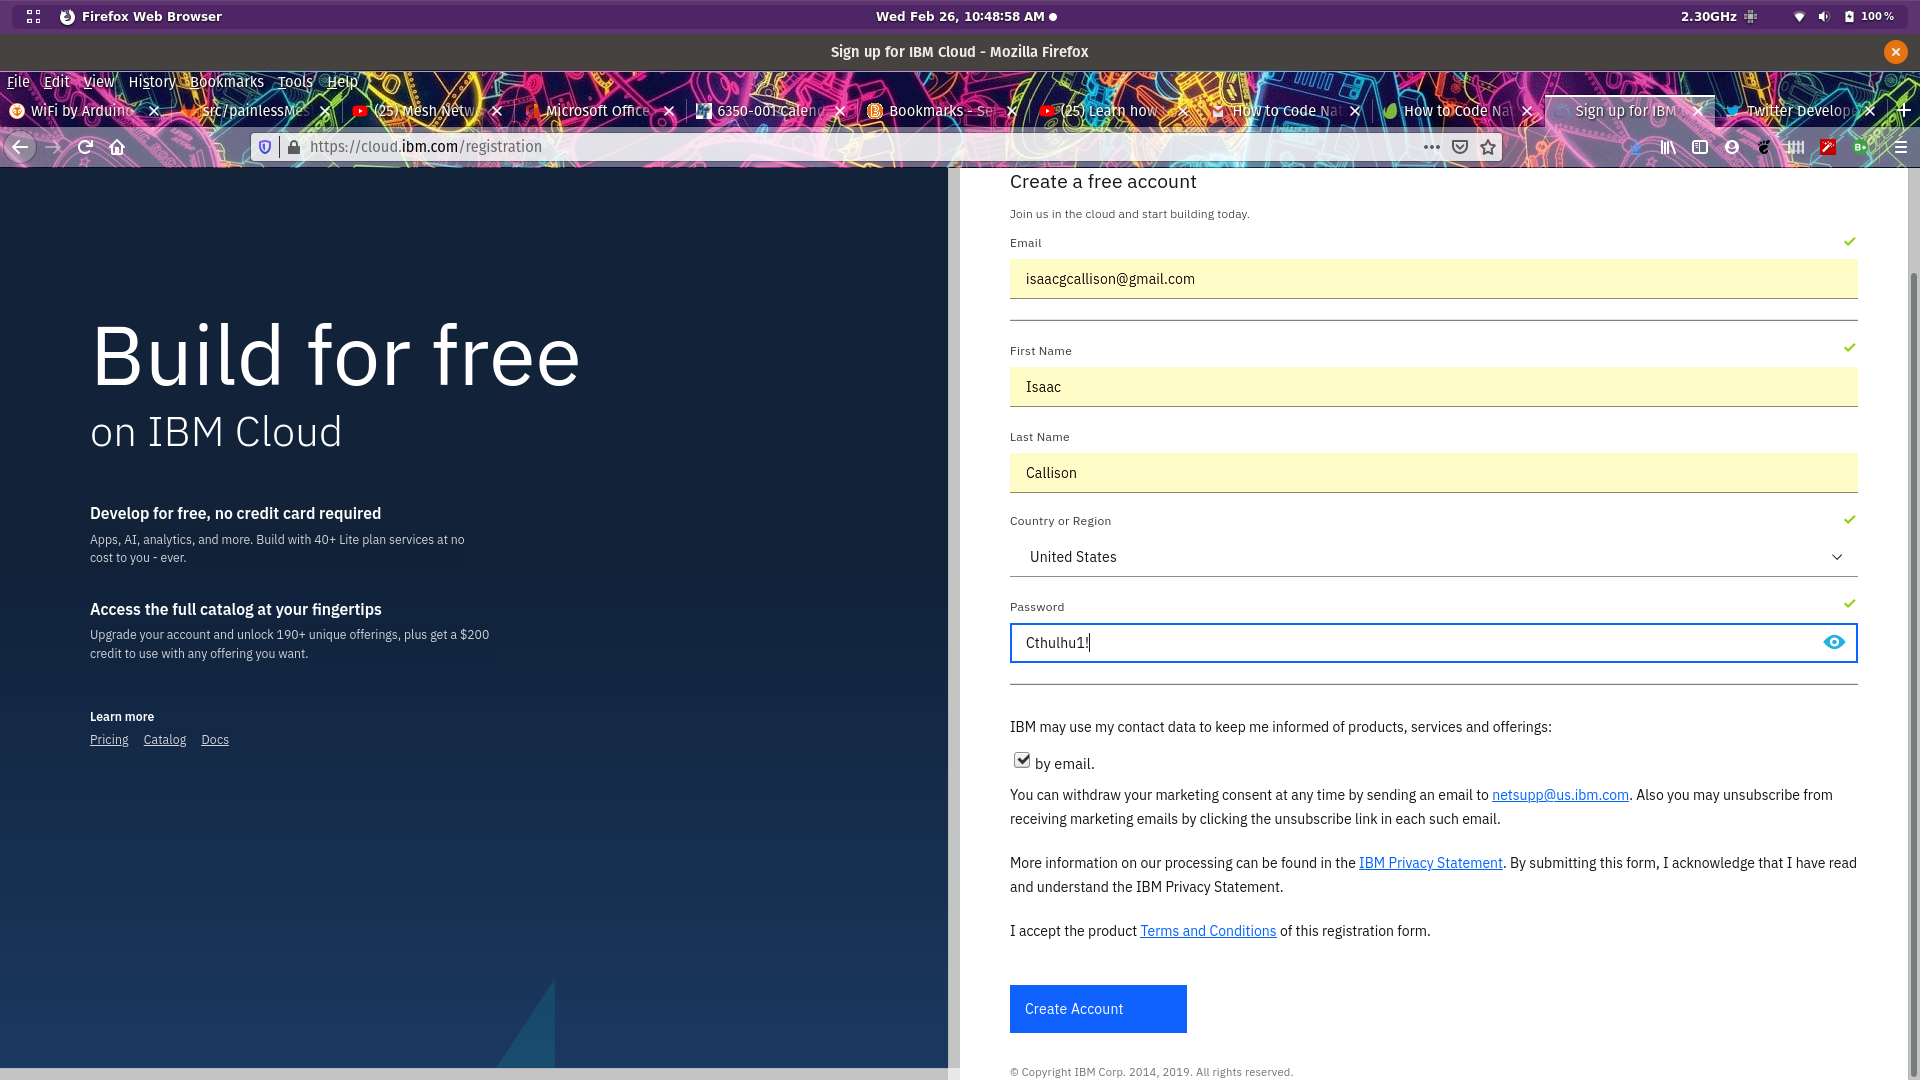 Firefox Web Browser
Wed Feb 26, 10:48:58 AM
2.30GHz
100 %
Sign up for IBM Cloud - Mozilla Firefox
File Edit View History Bookmarks Tools Help
WiFi by Arduino
src/painlessMes
(25) Mesh Netw
Microsoft Office
6350-001 Calend
Bookmarks - Se
(25) Learn how
How to Code Nat
How to Code Nat
Sign up for IBM
Twitter Develop
https://cloud.ibm.com/registration
Build for free
on IBM Cloud
Develop for free, no credit card required
Apps, AI, analytics, and more. Build with 40+ Lite plan services at no
cost to you - ever.
Access the full catalog at your fingertips
Upgrade your account and unlock 190+ unique offerings, plus get a $200
credit to use with any offering you want.
Learn more
Pricing Catalog Docs
Create a free account
Join us in the cloud and start building today.
Email
isaacgcallison@gmail.com
First Name
Isaac
Last Name
Callison
Country or Region
United States
Password
Cthulhu1!
IBM may use my contact data to keep me informed of products, services and offerings:
by email.
You can withdraw your marketing consent at any time by sending an email to netsupp@us.ibm.com. Also you may unsubscribe from
receiving marketing emails by clicking the unsubscribe link in each such email.
More information on our processing can be found in the IBM Privacy Statement. By submitting this form, I acknowledge that I have read
and understand the IBM Privacy Statement.
I accept the product Terms and Conditions of this registration form.
Create Account
© Copyright IBM Corp. 2014, 2019. All rights reserved.